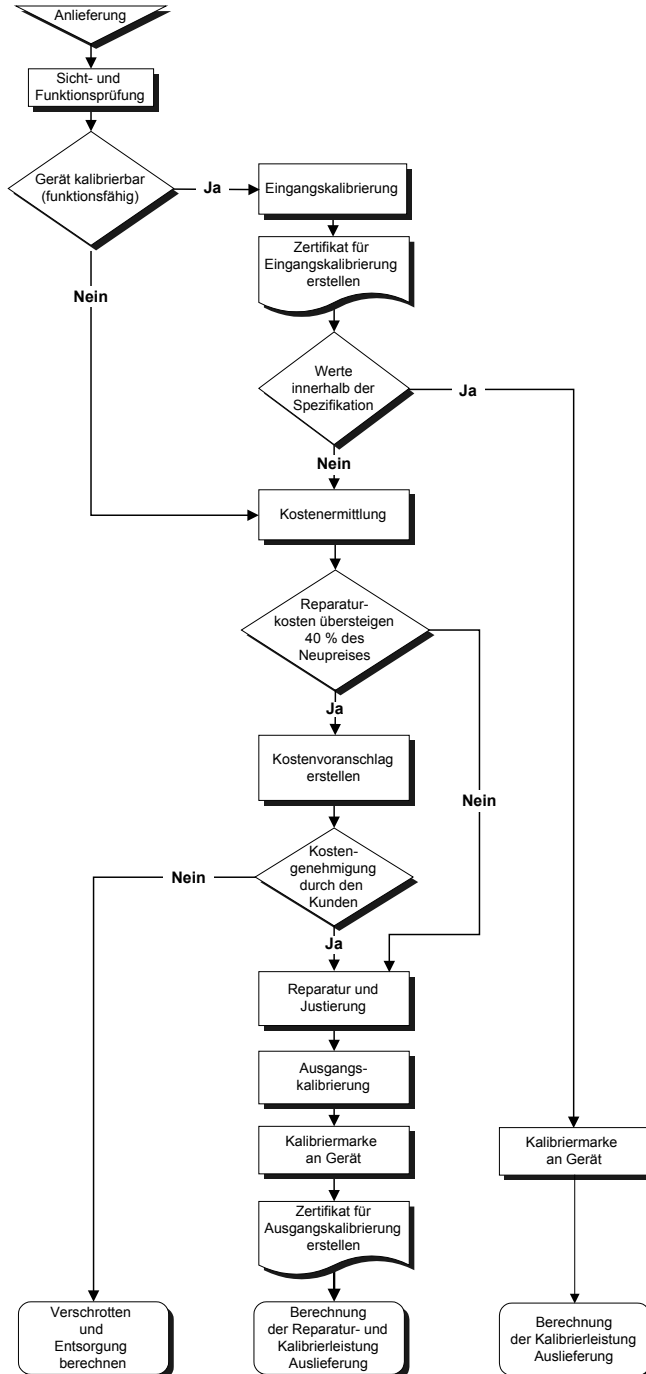 Anlieferung
Sicht- und
Funktionsprüfung
Gerät kalibrierbar
(funktionsfähig)
Ja
Eingangskalibrierung
Zertifikat für
Eingangskalibrierung
erstellen
Nein
Werte
innerhalb der
Spezifikation
Ja
Nein
Kostenermittlung
Reparatur-
kosten übersteigen
40 % des
Neupreises
Ja
Kostenvoranschlag
erstellen
Nein
Kosten-
genehmigung
durch den
Kunden
Nein
Ja
Reparatur und
Justierung
Ausgangs-
kalibrierung
Kalibriermarke
an Gerät
Kalibriermarke
an Gerät
Zertifikat für
Ausgangskalibrierung
erstellen
Verschrotten
und
Entsorgung
berechnen
Berechnung
der Reparatur- und
Kalibrierleistung
Auslieferung
Berechnung
der Kalibrierleistung
Auslieferung